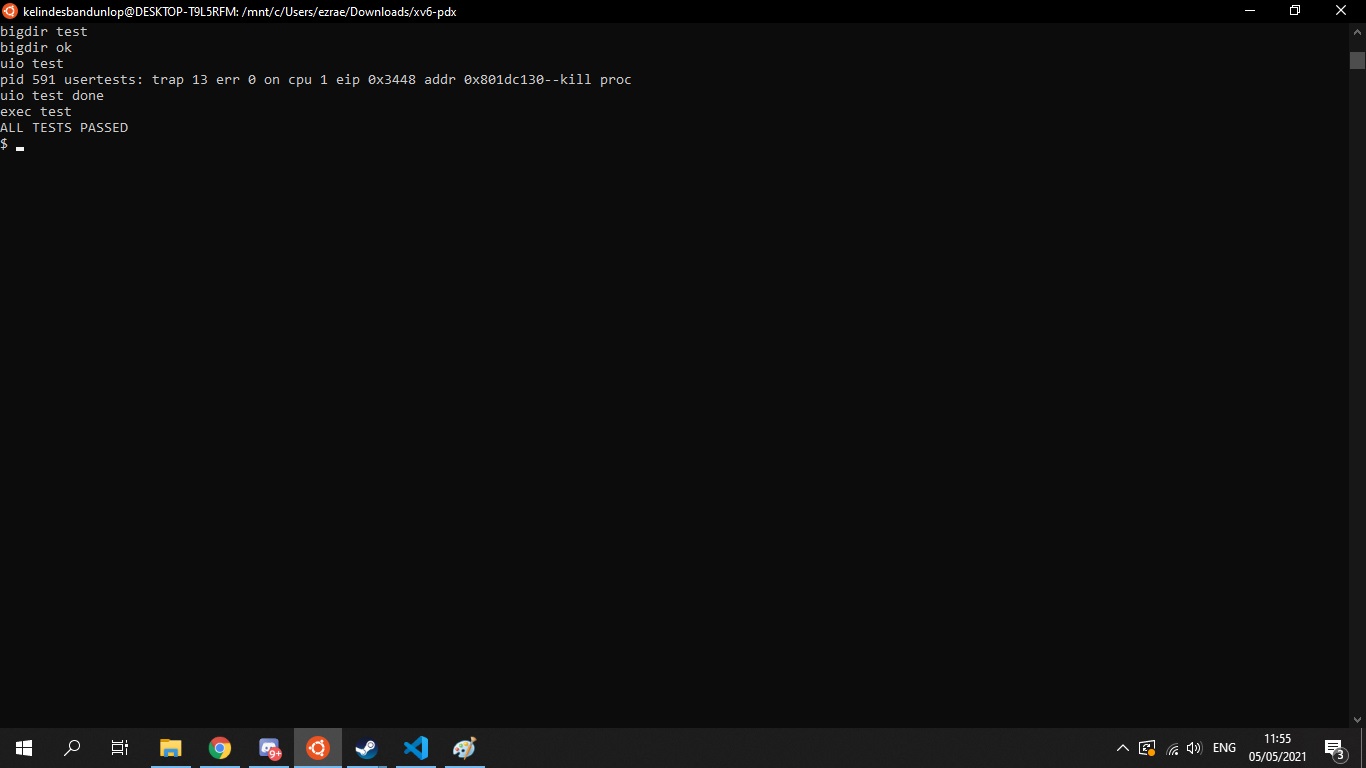 kelindesbandunlop@DESKTOP-T9L5RFM: /mnt/c/Users/ezrae/Downloads/xv6-pdx
bigdir test
bigdir ok
uio test
pid 591 usertests: trap 13 err 0 on cpu 1 eip 0x3448 addr 0x801dc130--kill proc
uio test done
exec test
ALL TESTS PASSED
$
9+
ENG
11:55
05/05/2021
3